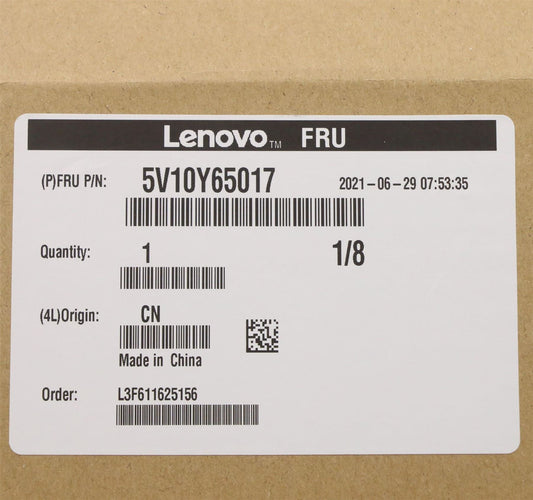 Lenovo™ FRU
(P)FRU P/N: 5V10Y65017 2021-06-29 07:53:35
Quantity: 1 1/8
(4L)Origin: CN
Made in China
Order: L3F611625156